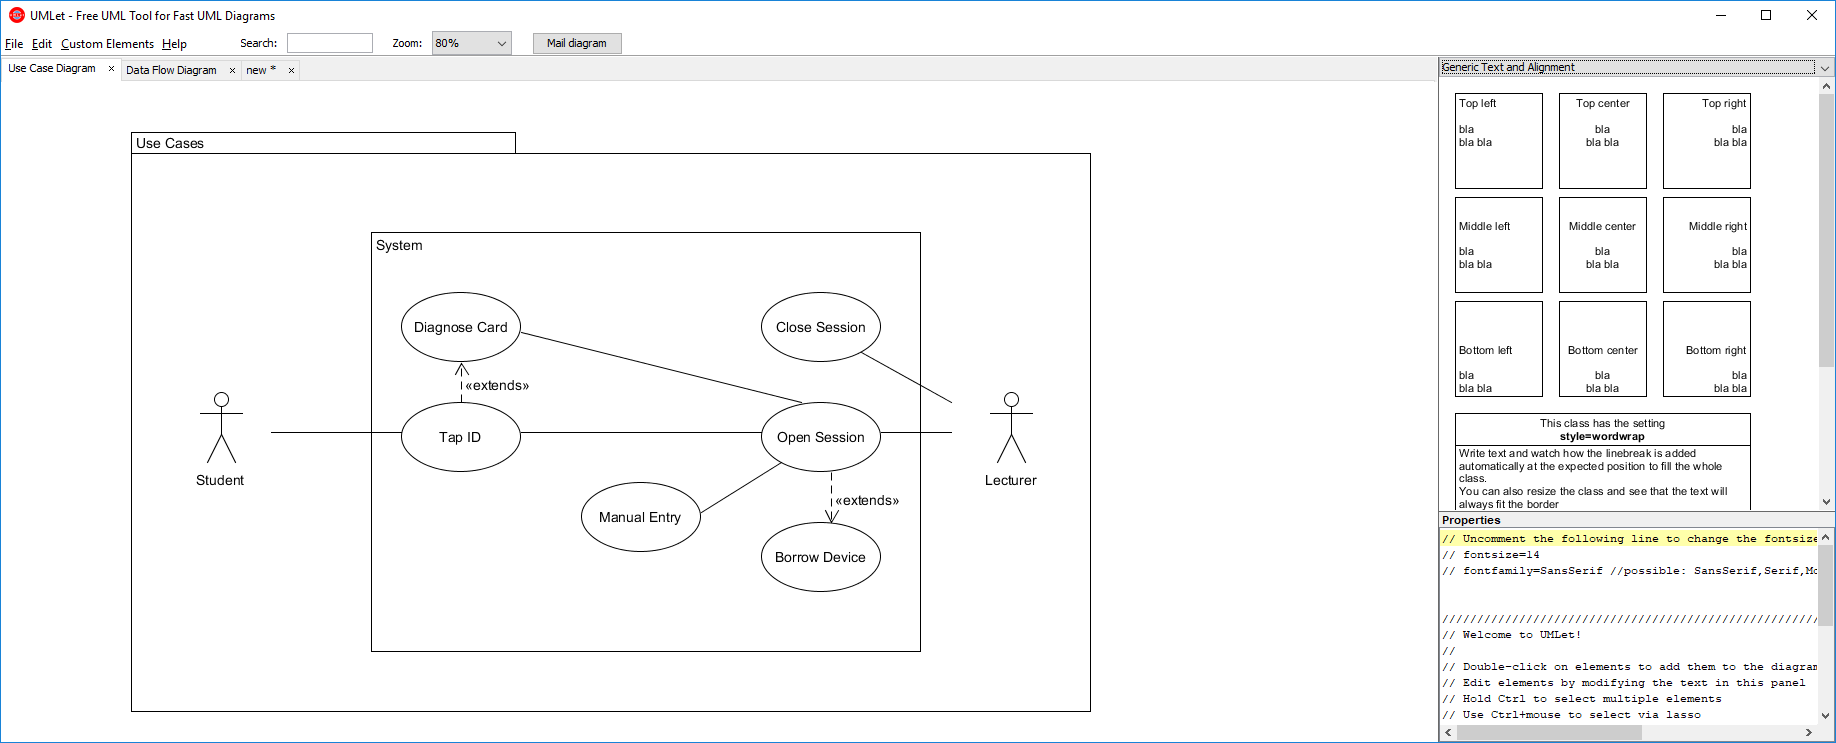 UMLet - Free UML Tool for Fast UML Diagrams
File Edit Custom Elements Help Search: Zoom: 80% Mail diagram
Use Case Diagram × Data Flow Diagram × new * ×
Use Cases
System
Diagnose Card
Close Session
«extends»
Tap ID
Open Session
Student
Lecturer
«extends»
Manual Entry
Borrow Device
Generic Text and Alignment
Top left
bla
bla bla
Top center
bla
bla bla
Top right
bla
bla bla
Middle left
bla
bla bla
Middle center
bla
bla bla
Middle right
bla
bla bla
Bottom left
bla
bla bla
Bottom center
bla
bla bla
Bottom right
bla
bla bla
This class has the setting
style=wordwrap
Write text and watch how the linebreak is added
automatically at the expected position to fill the whole
class.
You can also resize the class and see that the text will
always fit the border
Properties
// Uncomment the following line to change the fontsize
// fontsize=14
// fontfamily=SansSerif //possible: SansSerif,Serif,Mo
//////////////////////////////////////////////////////
// Welcome to UMLet!
//
// Double-click on elements to add them to the diagram
// Edit elements by modifying the text in this panel
// Hold Ctrl to select multiple elements
// Use Ctrl+mouse to select via lasso